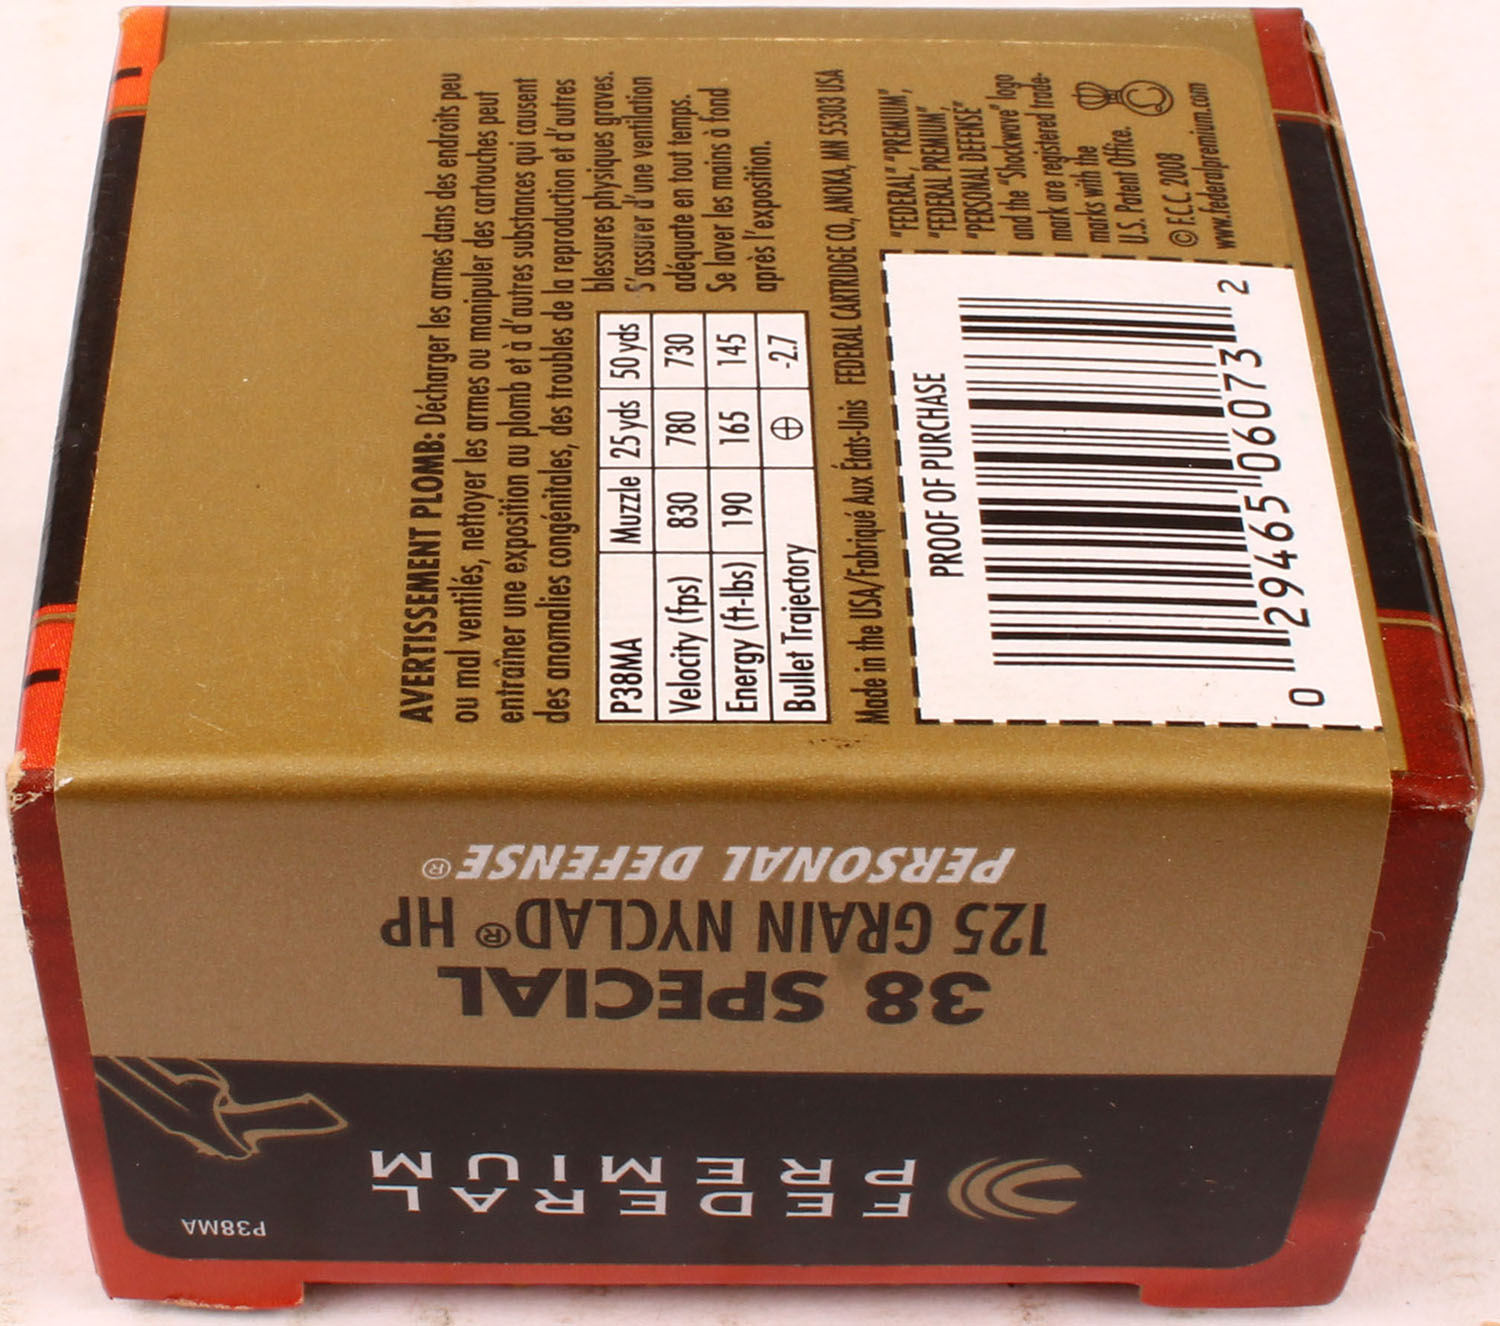 AVERTISSEMENT PLOMB: Décharger les armes dans des endroits peu
ou mal ventilés, nettoyer les armes ou manipuler des cartouches peut
entraîner une exposition au plomb et à d'autres substances qui causent
des anomalies congénitales, des troubles de la reproduction et d'autres
blessures physiques graves.
S'assurer d'une ventilation
adéquate en tout temps.
Se laver les mains à fond
après l'exposition.
P38MA Muzzle 25 yds 50 yds
Velocity (fps) 830 780 730
Energy (ft-lbs) 190 165 145
Bullet Trajectory ⊕ -2.7
Made in the USA/Fabriqué Aux États-Unis FEDERAL CARTRIDGE CO, ANOKA, MN 55303 USA
PROOF OF PURCHASE
0 29465 06073 2
"FEDERAL," "PREMIUM",
"FEDERAL PREMIUM",
"PERSONAL DEFENSE"
and the "Shockwave" logo
mark are registered trade-
marks with the
U.S. Patent Office.
© F.C.C. 2008
www.federalpremium.com
P38MA
FEDERAL
PREMIUM
38 SPECIAL
125 GRAIN NYCLAD® HP
PERSONAL DEFENSE®